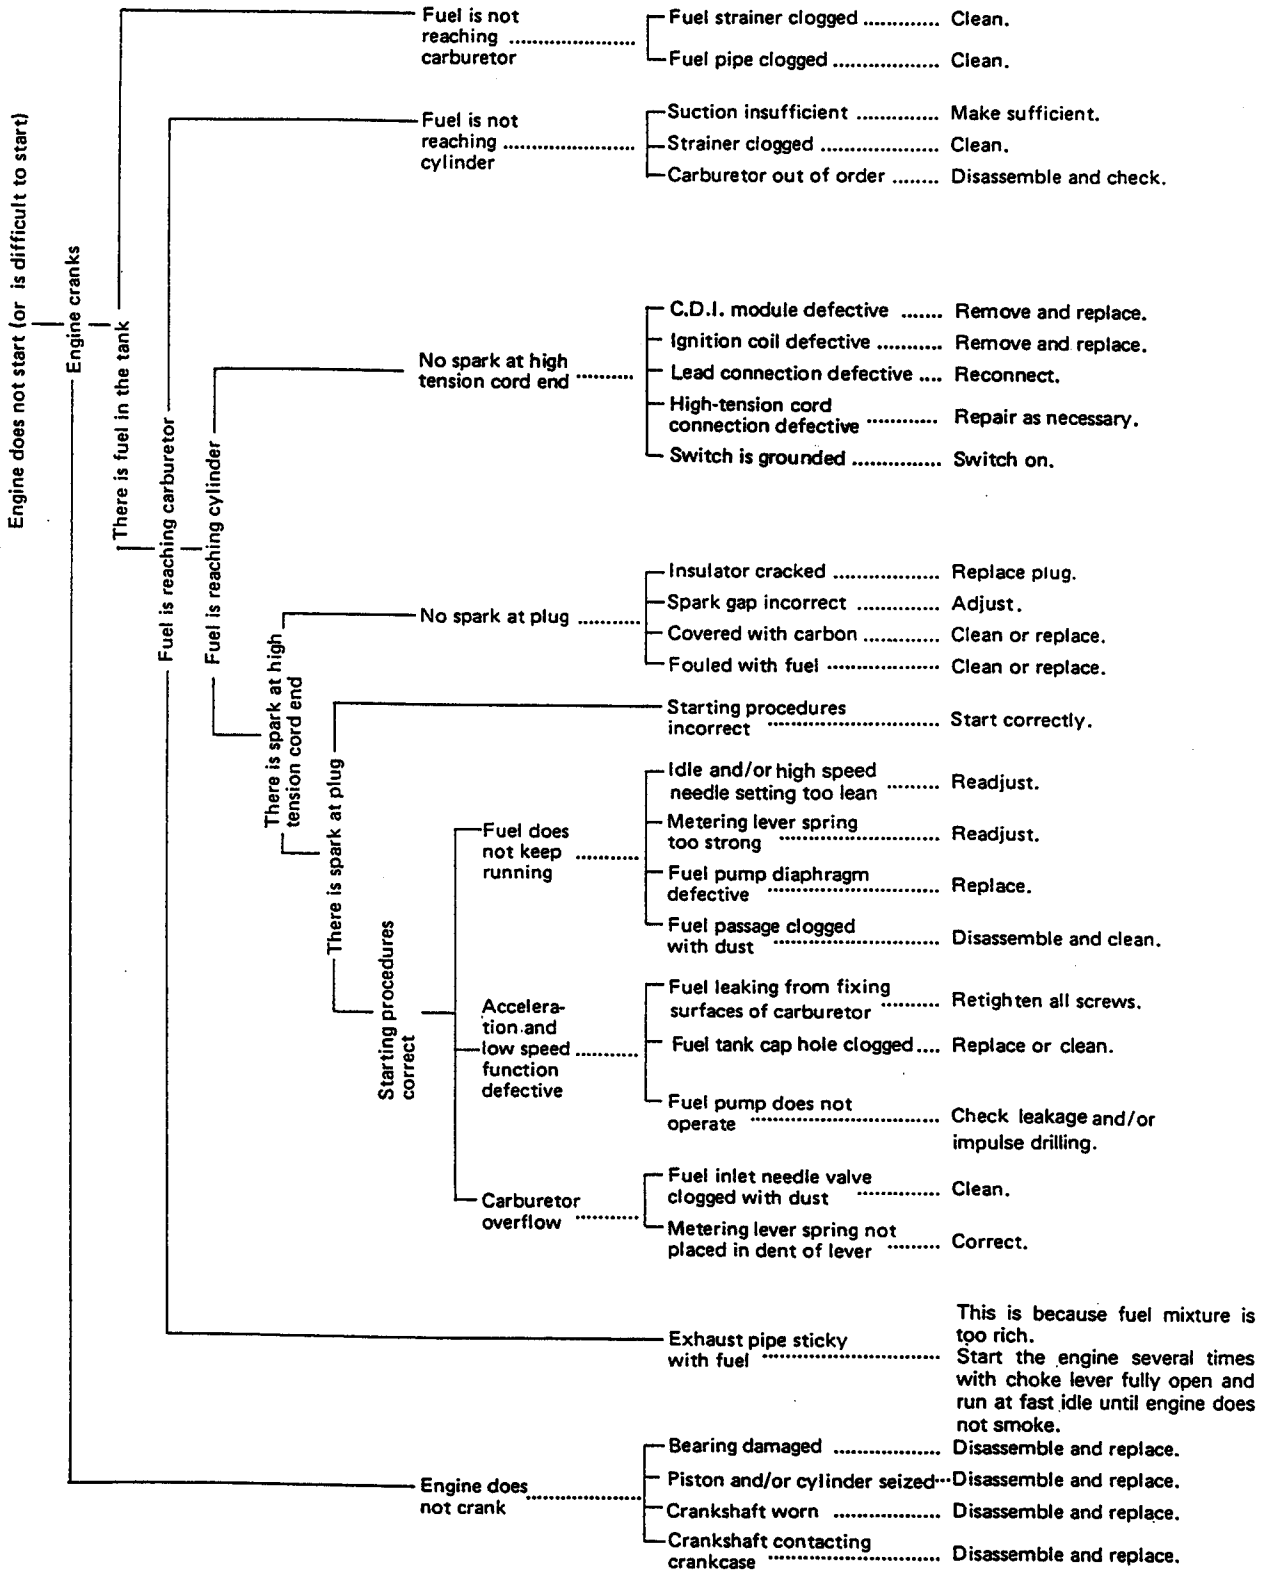 Engine does not start (or is difficult to start)
Engine cranks
There is fuel in the tank
Fuel is not
reaching
carburetor
Fuel strainer clogged Clean.
Fuel pipe clogged Clean.
Fuel is reaching carburetor
Fuel is not
reaching
cylinder
Suction insufficient Make sufficient.
Strainer clogged Clean.
Carburetor out of order Disassemble and check.
Fuel is reaching cylinder
No spark at high
tension cord end
C.D.I. module defective Remove and replace.
Ignition coil defective Remove and replace.
Lead connection defective Reconnect.
High-tension cord
connection defective Repair as necessary.
Switch is grounded Switch on.
There is spark at high
tension cord end
No spark at plug
Insulator cracked Replace plug.
Spark gap incorrect Adjust.
Covered with carbon Clean or replace.
Fouled with fuel Clean or replace.
There is spark at plug
Starting procedures
incorrect Start correctly.
Starting procedures
correct
Fuel does
not keep
running
Idle and/or high speed
needle setting too lean Readjust.
Metering lever spring
too strong Readjust.
Fuel pump diaphragm
defective Replace.
Fuel passage clogged
with dust Disassemble and clean.
Accelera-
tion and
low speed
function
defective
Fuel leaking from fixing
surfaces of carburetor Retighten all screws.
Fuel tank cap hole clogged Replace or clean.
Fuel pump does not
operate Check leakage and/or
impulse drilling.
Carburetor
overflow
Fuel inlet needle valve
clogged with dust Clean.
Metering lever spring not
placed in dent of lever Correct.
Exhaust pipe sticky
with fuel
This is because fuel mixture is
too rich.
Start the engine several times
with choke lever fully open and
run at fast idle until engine does
not smoke.
Engine does
not crank
Bearing damaged Disassemble and replace.
Piston and/or cylinder seized Disassemble and replace.
Crankshaft worn Disassemble and replace.
Crankshaft contacting
crankcase Disassemble and replace.